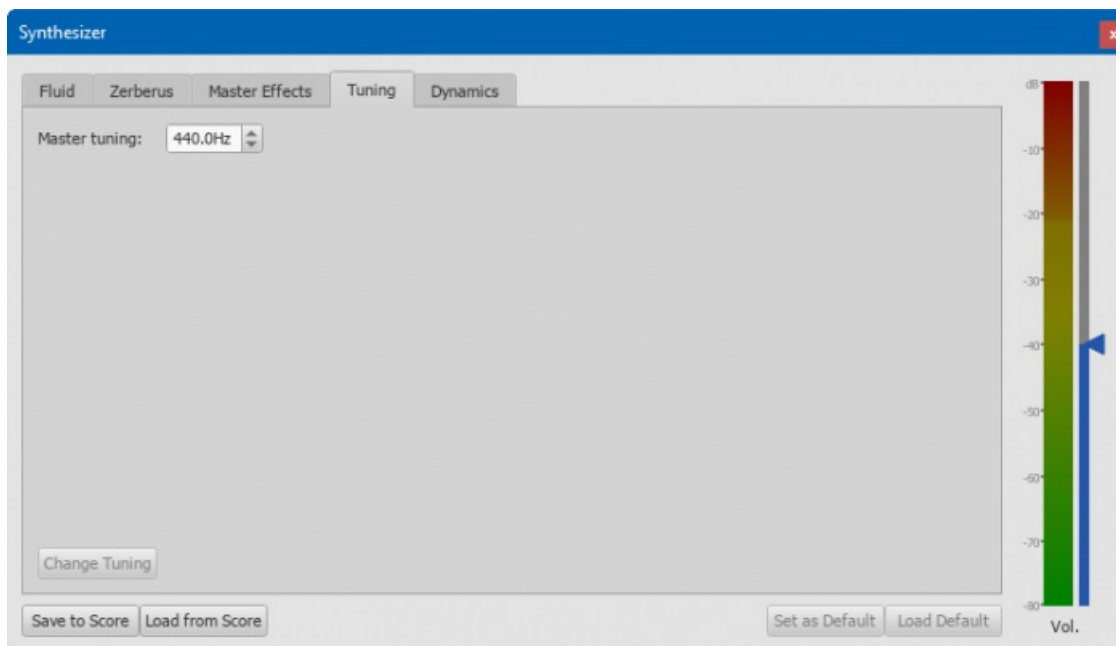 Synthesizer
x
Fluid Zerberus Master Effects Tuning Dynamics
Master tuning: 440.0Hz
Change Tuning
Save to Score Load from Score Set as Default Load Default
dB
-10
-20
-30
-40
-50
-60
-70
-80
Vol.